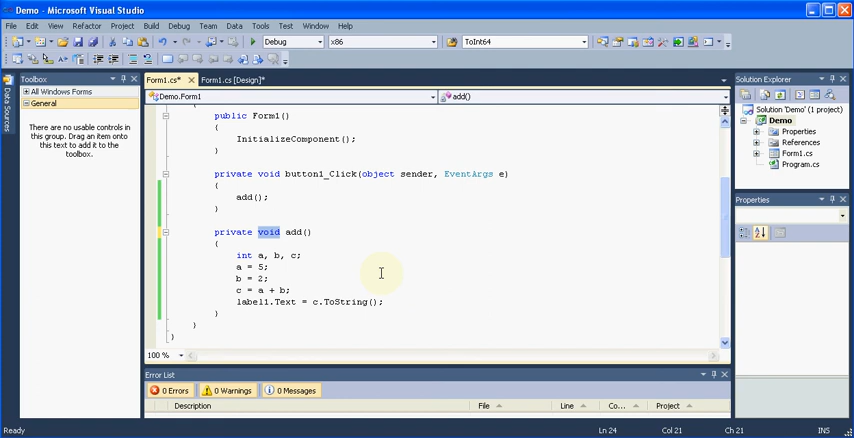 Demo - Microsoft Visual Studio
File Edit View Refactor Project Build Debug Team Data Tools Test Window Help
Debug x86 ToInt64
Data Sources
Toolbox
All Windows Forms
General
There are no usable controls in
this group. Drag an item onto
this text to add it to the
toolbox.
Form1.cs* Form1.cs [Design]*
Demo.Form1 add()
public Form1()
{
InitializeComponent();
}
private void button1_Click(object sender, EventArgs e)
{
add();
}
private void add()
{
int a, b, c;
a = 5;
b = 2;
c = a + b;
label1.Text = c.ToString();
}
}
}
100 %
Error List
0 Errors 0 Warnings 0 Messages
Description File Line Co... Project
Solution Explorer
Solution 'Demo' (1 project)
Demo
Properties
References
Form1.cs
Program.cs
Properties
Ready Ln 24 Col 21 Ch 21 INS